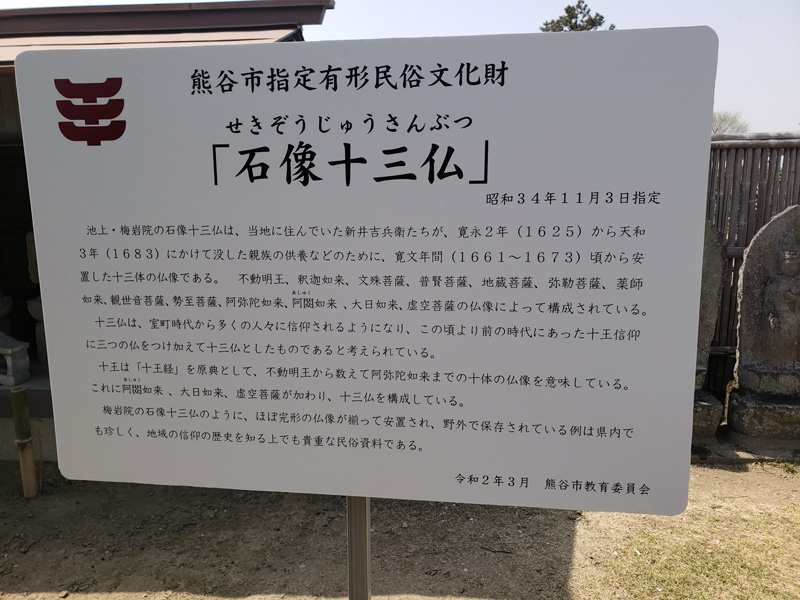 熊谷市指定有形民俗文化財
せきぞうじゅうさんぶつ
「石像十三仏」
昭和３４年１１月３日指定
池上・梅岩院の石像十三仏は、当地に住んでいた新井吉兵衛たちが、寛永２年（１６２５）から天和
３年（１６８３）にかけて没した親族の供養などのために、寛文年間（１６６１～１６７３）頃から安
置した十三体の仏像である。　不動明王、釈迦如来、文殊菩薩、普賢菩薩、地蔵菩薩、弥勒菩薩、薬師
あしゅく
如来、観世音菩薩、勢至菩薩、阿弥陀如来、阿閦如来 、大日如来、虚空菩薩の仏像によって構成されている。
十三仏は、室町時代から多くの人々に信仰されるようになり、この頃より前の時代にあった十王信仰
に三つの仏をつけ加えて十三仏としたものであると考えられている。
十王は「十王経」を原典として、不動明王から数えて阿弥陀如来までの十体の仏像を意味している。
あしゅく
これに阿閦如来 、大日如来、虚空菩薩が加わり、十三仏を構成している。
梅岩院の石像十三仏のように、ほぼ完形の仏像が揃って安置され、野外で保存されている例は県内で
も珍しく、地域の信仰の歴史を知る上でも貴重な民俗資料である。
令和２年３月　熊谷市教育委員会